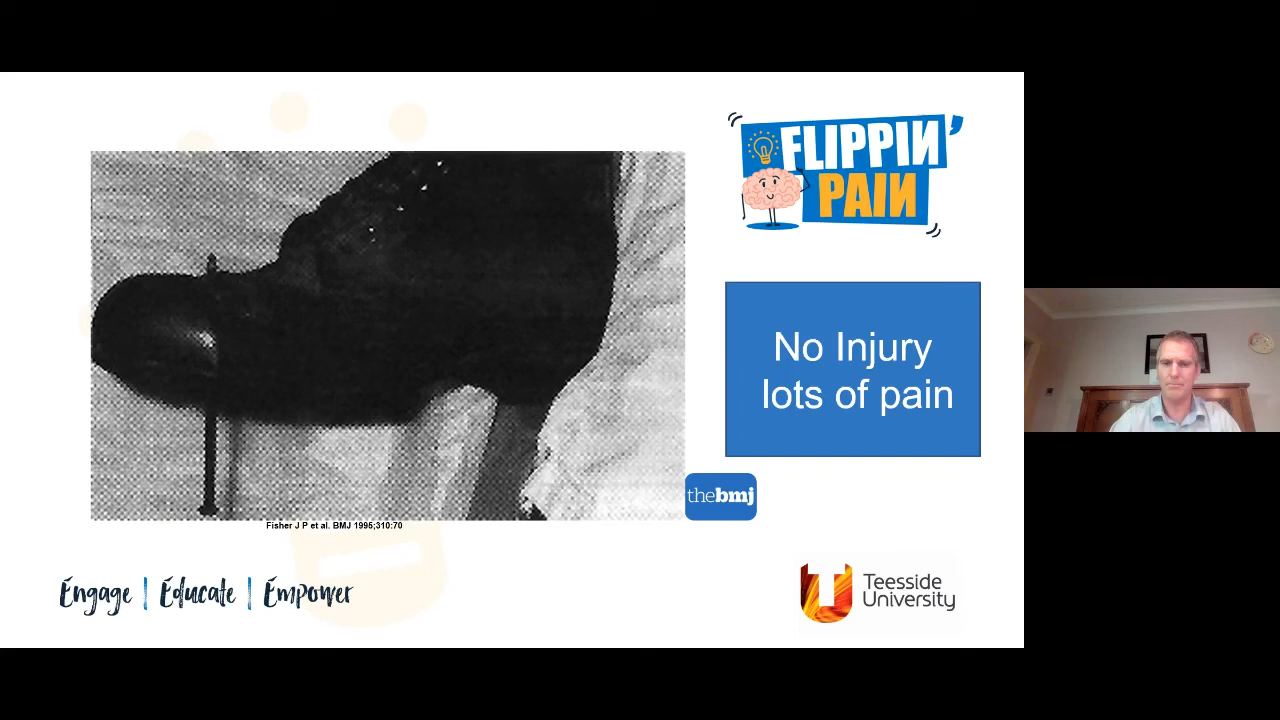 FLIPPIN'
PAIN
No Injury
lots of pain
thebmj
Fisher J P et al. BMJ 1995;310:70
Engage | Educate | Empower
Teesside
University